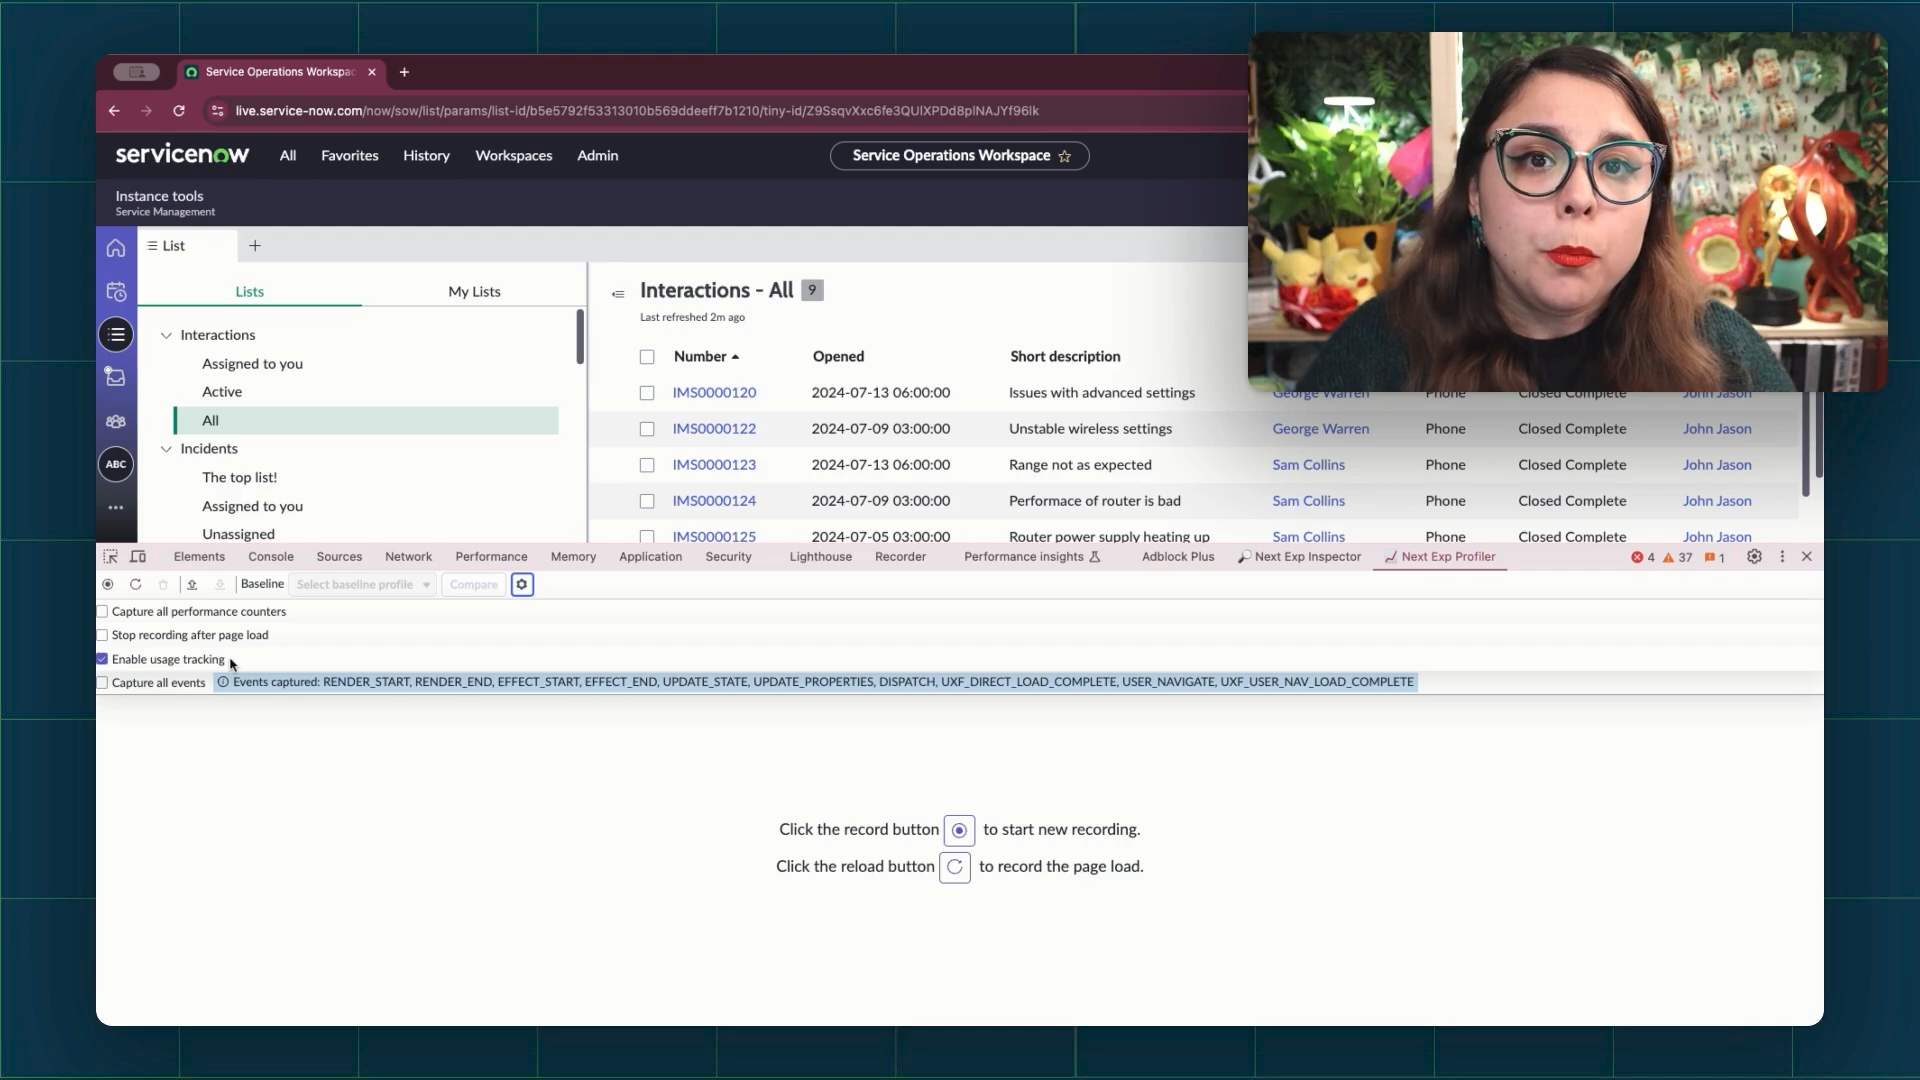 Service Operations Workspac
live.service-now.com/now/sow/list/params/list-id/b5e5792f53313010b569ddeeff7b1210/tiny-id/Z9SsqvXxc6fe3QUlXPDd8plNAJYf96lk
servicenow All Favorites History Workspaces Admin Service Operations Workspace
Instance tools
Service Management
List
Lists My Lists
Interactions
Assigned to you
Active
All
Incidents
The top list!
Assigned to you
Unassigned
ABC
Interactions - All 9
Last refreshed 2m ago
Number Opened Short description
IMS0000120 2024-07-13 06:00:00 Issues with advanced settings George Warren Phone Closed Complete John Jason
IMS0000122 2024-07-09 03:00:00 Unstable wireless settings George Warren Phone Closed Complete John Jason
IMS0000123 2024-07-13 06:00:00 Range not as expected Sam Collins Phone Closed Complete John Jason
IMS0000124 2024-07-09 03:00:00 Performace of router is bad Sam Collins Phone Closed Complete John Jason
IMS0000125 2024-07-05 03:00:00 Router power supply heating up Sam Collins Phone Closed Complete John Jason
Elements Console Sources Network Performance Memory Application Security Lighthouse Recorder Performance insights Adblock Plus Next Exp Inspector Next Exp Profiler 4 37 1
Baseline Select baseline profile Compare
Capture all performance counters
Stop recording after page load
Enable usage tracking
Capture all events Events captured: RENDER_START, RENDER_END, EFFECT_START, EFFECT_END, UPDATE_STATE, UPDATE_PROPERTIES, DISPATCH, UXF_DIRECT_LOAD_COMPLETE, USER_NAVIGATE, UXF_USER_NAV_LOAD_COMPLETE
Click the record button to start new recording.
Click the reload button to record the page load.